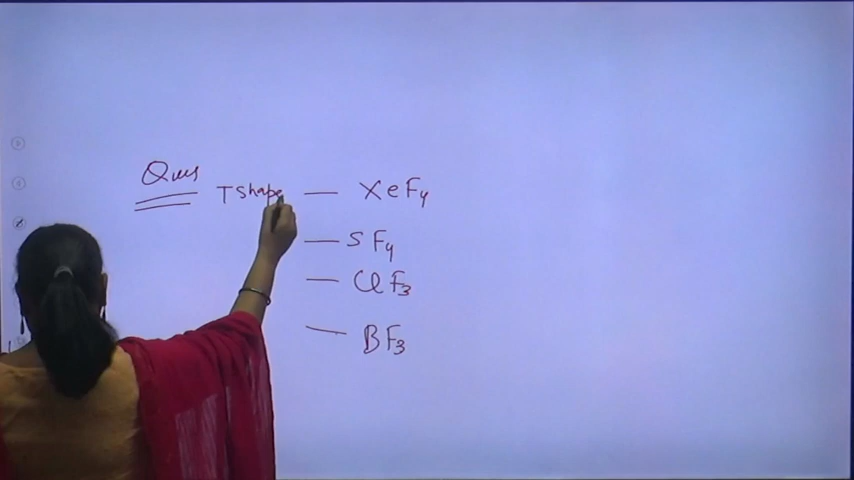 Ques
T Shape — XeF₄
— SF₄
— ClF₃
— BF₃